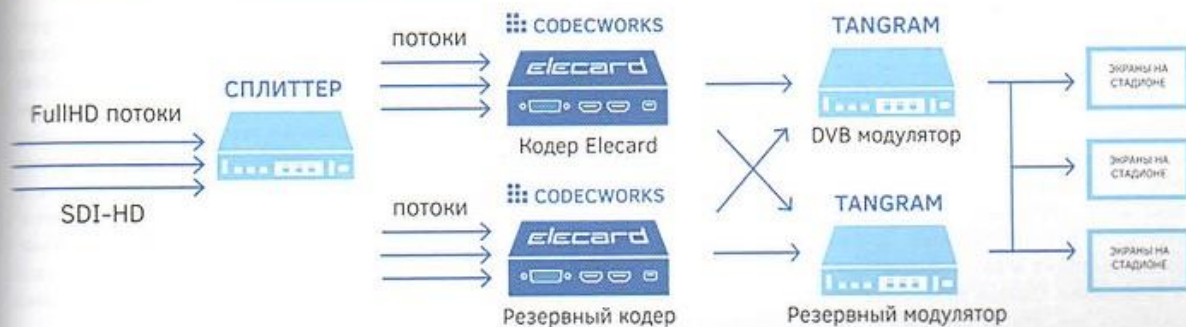 FullHD потоки
SDI-HD
СПЛИТТЕР
потоки
CODECWORKS
elecard
Кодер Elecard
потоки
CODECWORKS
elecard
Резервный кодер
TANGRAM
DVB модулятор
TANGRAM
Резервный модулятор
ЭКРАНЫ НА
СТАДИОНЕ
ЭКРАНЫ НА
СТАДИОНЕ
ЭКРАНЫ НА
СТАДИОНЕ